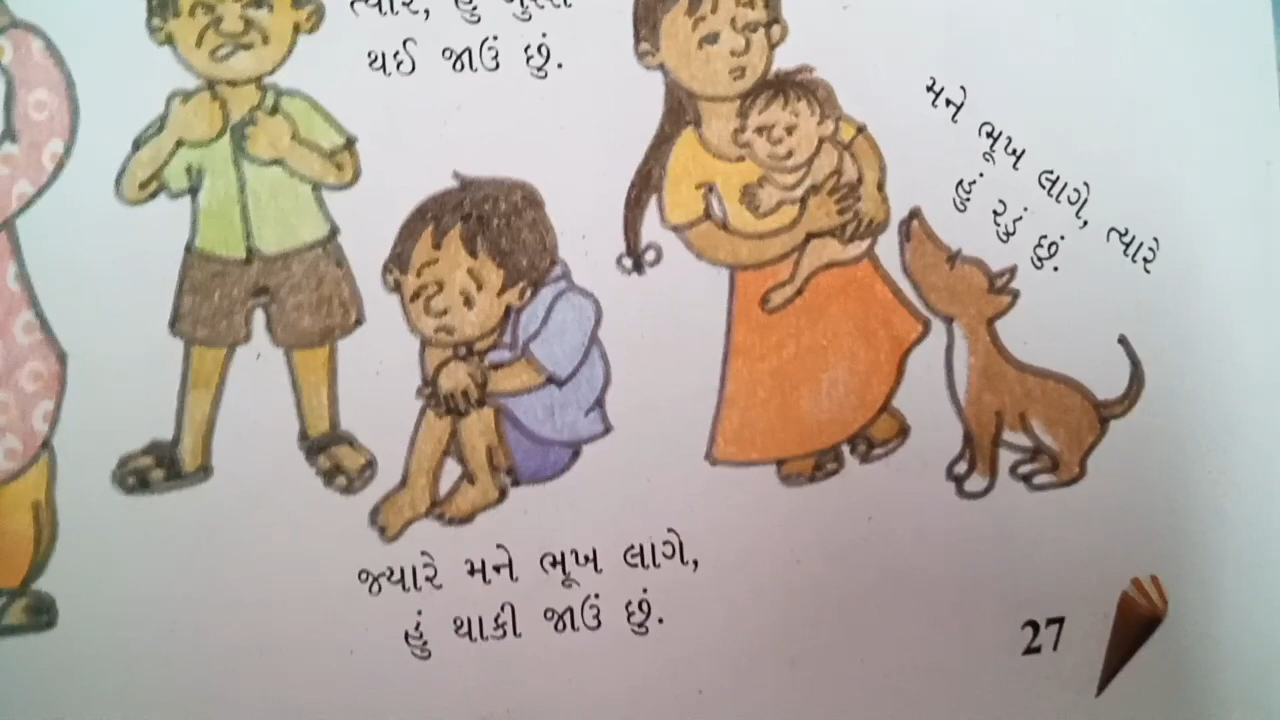 થઈ જાઉં છું.
મને ભૂખ લાગે, ત્યારે
હું રડું છું.
જ્યારે મને ભૂખ લાગે,
હું થાકી જાઉં છું.
27